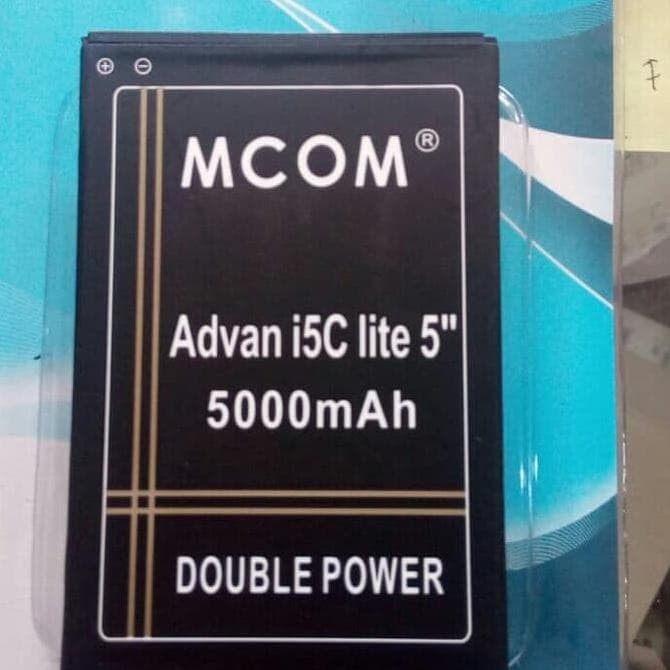 ⊕ ⊖
MCOM®
Advan i5C lite 5"
5000mAh
DOUBLE POWER